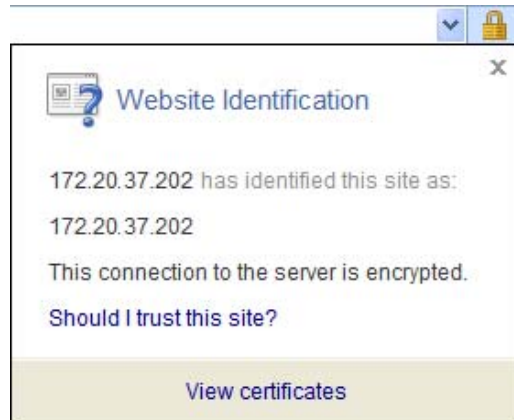 Website Identification
172.20.37.202 has identified this site as:
172.20.37.202
This connection to the server is encrypted.
Should I trust this site?
View certificates